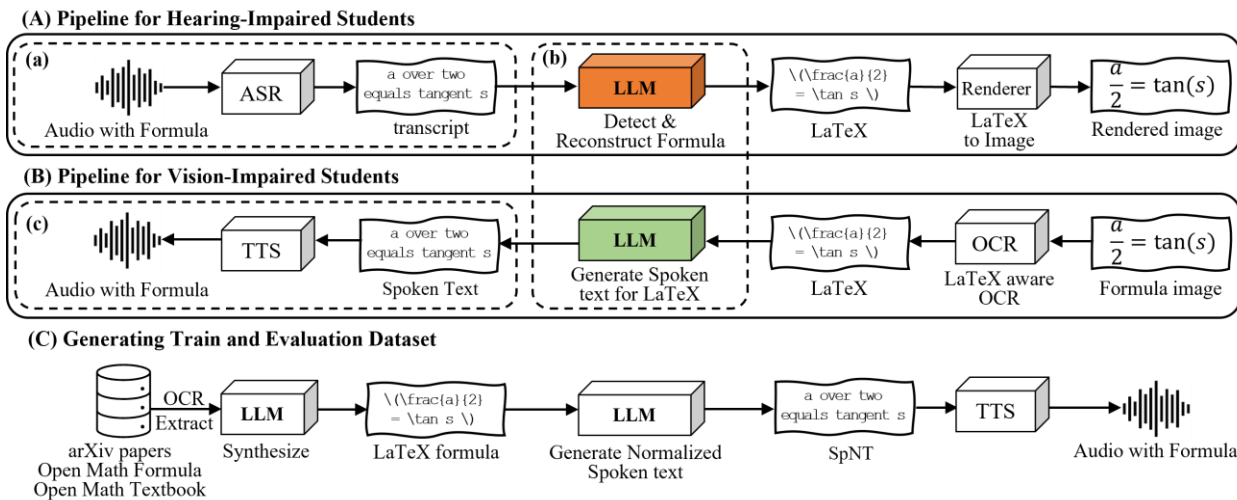 (A) Pipeline for Hearing-Impaired Students
(a)
Audio with Formula
ASR
a over two
equals tangent s
transcript
(b)
LLM
Detect &
Reconstruct Formula
\(\frac{a}{2}
= \tan s \)
LaTeX
Renderer
LaTeX
to Image
a/2 = tan(s)
Rendered image
(B) Pipeline for Vision-Impaired Students
(c)
Audio with Formula
TTS
a over two
equals tangent s
Spoken Text
LLM
Generate Spoken
text for LaTeX
\(\frac{a}{2}
= \tan s \)
LaTeX
OCR
LaTeX aware
OCR
a/2 = tan(s)
Formula image
(C) Generating Train and Evaluation Dataset
arXiv papers
Open Math Formula
Open Math Textbook
OCR
Extract
LLM
Synthesize
\(\frac{a}{2}
= \tan s \)
LaTeX formula
LLM
Generate Normalized
Spoken text
a over two
equals tangent s
SpNT
TTS
Audio with Formula